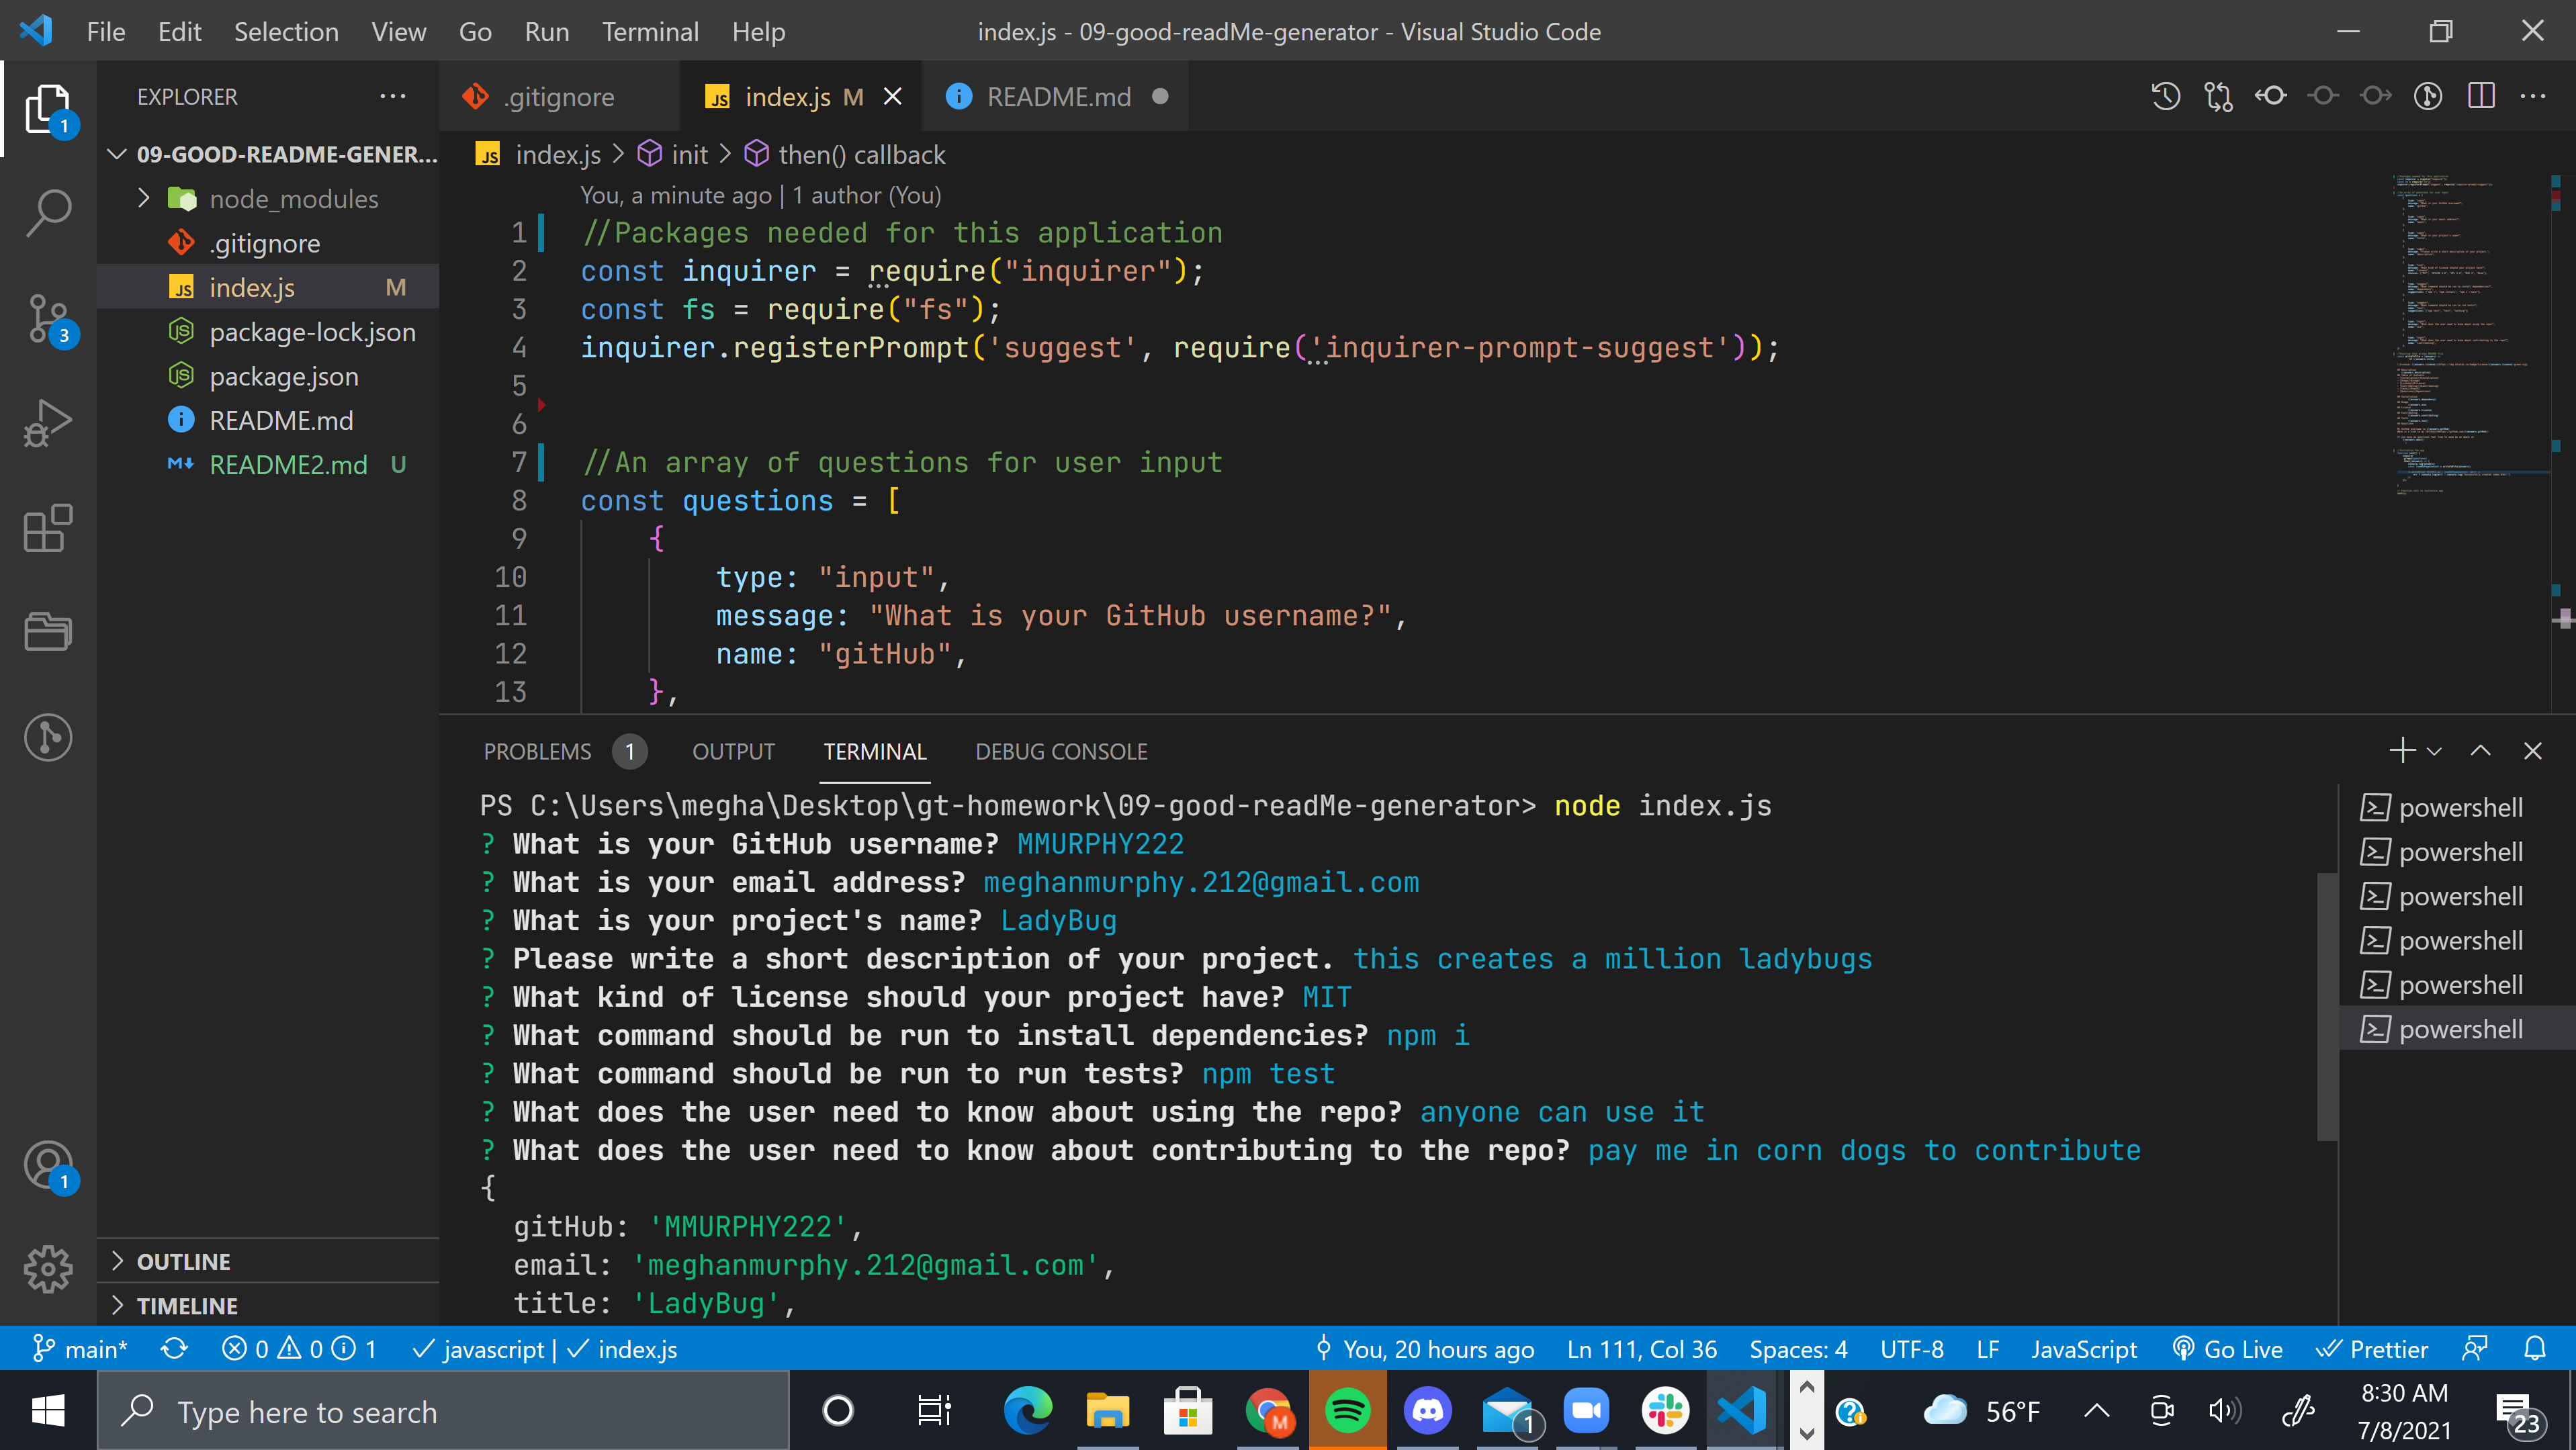 File Edit Selection View Go Run Terminal Help
index.js - 09-good-readMe-generator - Visual Studio Code
EXPLORER
09-GOOD-README-GENER...
node_modules
.gitignore
index.js M
package-lock.json
package.json
README.md
README2.md U
OUTLINE
TIMELINE
1
3
1
.gitignore
index.js M
README.md
index.js > init > then() callback
You, a minute ago | 1 author (You)
1 //Packages needed for this application
2 const inquirer = require("inquirer");
3 const fs = require("fs");
4 inquirer.registerPrompt('suggest', require('inquirer-prompt-suggest'));
5
6
7 //An array of questions for user input
8 const questions = [
9 {
10 type: "input",
11 message: "What is your GitHub username?",
12 name: "gitHub",
13 },
PROBLEMS 1 OUTPUT TERMINAL DEBUG CONSOLE
PS C:\Users\megha\Desktop\gt-homework\09-good-readMe-generator> node index.js
? What is your GitHub username? MMURPHY222
? What is your email address? meghanmurphy.212@gmail.com
? What is your project's name? LadyBug
? Please write a short description of your project. this creates a million ladybugs
? What kind of license should your project have? MIT
? What command should be run to install dependencies? npm i
? What command should be run to run tests? npm test
? What does the user need to know about using the repo? anyone can use it
? What does the user need to know about contributing to the repo? pay me in corn dogs to contribute
{
gitHub: 'MMURPHY222',
email: 'meghanmurphy.212@gmail.com',
title: 'LadyBug',
powershell
powershell
powershell
powershell
powershell
powershell
main* 0 0 1 javascript | index.js
You, 20 hours ago Ln 111, Col 36 Spaces: 4 UTF-8 LF JavaScript Go Live Prettier
Type here to search
M
1
56°F
8:30 AM
7/8/2021
23